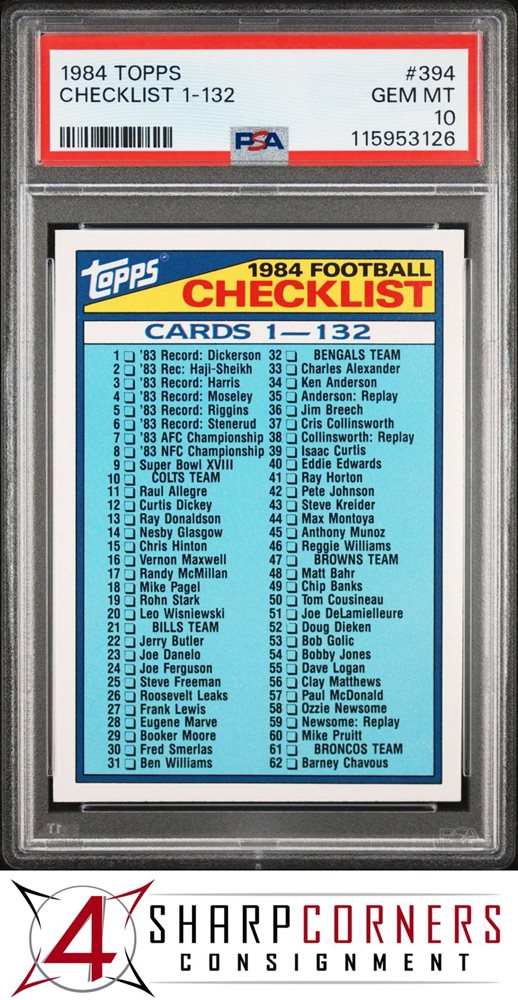 1984 TOPPS #394
CHECKLIST 1-132 GEM MT
10
PSA 115953126
Topps
1984 FOOTBALL
CHECKLIST
CARDS 1—132
1 '83 Record: Dickerson
2 '83 Rec: Haji-Sheikh
3 '83 Record: Harris
4 '83 Record: Moseley
5 '83 Record: Riggins
6 '83 Record: Stenerud
7 '83 AFC Championship
8 '83 NFC Championship
9 Super Bowl XVIII
10 COLTS TEAM
11 Raul Allegre
12 Curtis Dickey
13 Ray Donaldson
14 Nesby Glasgow
15 Chris Hinton
16 Vernon Maxwell
17 Randy McMillan
18 Mike Pagel
19 Rohn Stark
20 Leo Wisniewski
21 BILLS TEAM
22 Jerry Butler
23 Joe Danelo
24 Joe Ferguson
25 Steve Freeman
26 Roosevelt Leaks
27 Frank Lewis
28 Eugene Marve
29 Booker Moore
30 Fred Smerlas
31 Ben Williams
32 BENGALS TEAM
33 Charles Alexander
34 Ken Anderson
35 Anderson: Replay
36 Jim Breech
37 Cris Collinsworth
38 Collinsworth: Replay
39 Isaac Curtis
40 Eddie Edwards
41 Ray Horton
42 Pete Johnson
43 Steve Kreider
44 Max Montoya
45 Anthony Munoz
46 Reggie Williams
47 BROWNS TEAM
48 Matt Bahr
49 Chip Banks
50 Tom Cousineau
51 Joe DeLamielleure
52 Doug Dieken
53 Bob Golic
54 Bobby Jones
55 Dave Logan
56 Clay Matthews
57 Paul McDonald
58 Ozzie Newsome
59 Newsome: Replay
60 Mike Pruitt
61 BRONCOS TEAM
62 Barney Chavous
PSA
4 SHARPCORNERS
CONSIGNMENT